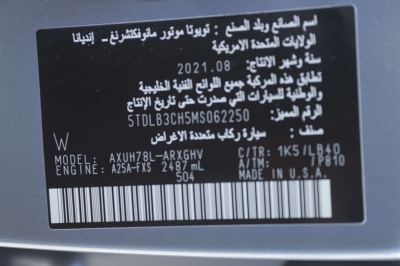 اسم الصانع وبلد الصنع : تويوتا موتور مانوفكتشرنغ - إنديانا
الولايات المتحدة الامريكية
سنة وشهر الإنتاج: 2021.08
تطابق هذه المركبة جميع اللوائح الفنية الخليجية
والوطنية للسيارات التي صدرت حتى تاريخ الإنتاج
الرقم المميز: 5TDLB3CH5MS062250
صنف : سيارة ركاب متعددة الاغراض
W
MODEL: AXUH78L-ARXGHV C/TR: 1K5/LB40
ENGINE: A25A-FXS 2487 mL A/TM: /P810
S04 MADE IN U.S.A.